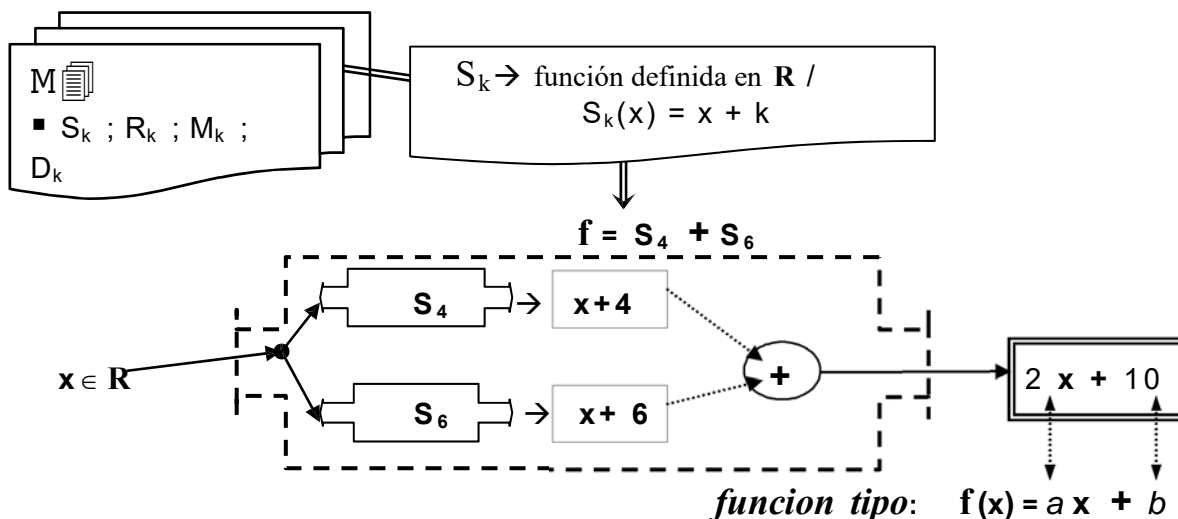 M
▪ Sk ; Rk ; Mk ;
Dk
Sk → función definida en R /
Sk(x) = x + k
f = S4 + S6
S4 → x+4
x ∈ R
+
2 x + 10
S6 → x+ 6
funcion tipo: f(x) = a x + b